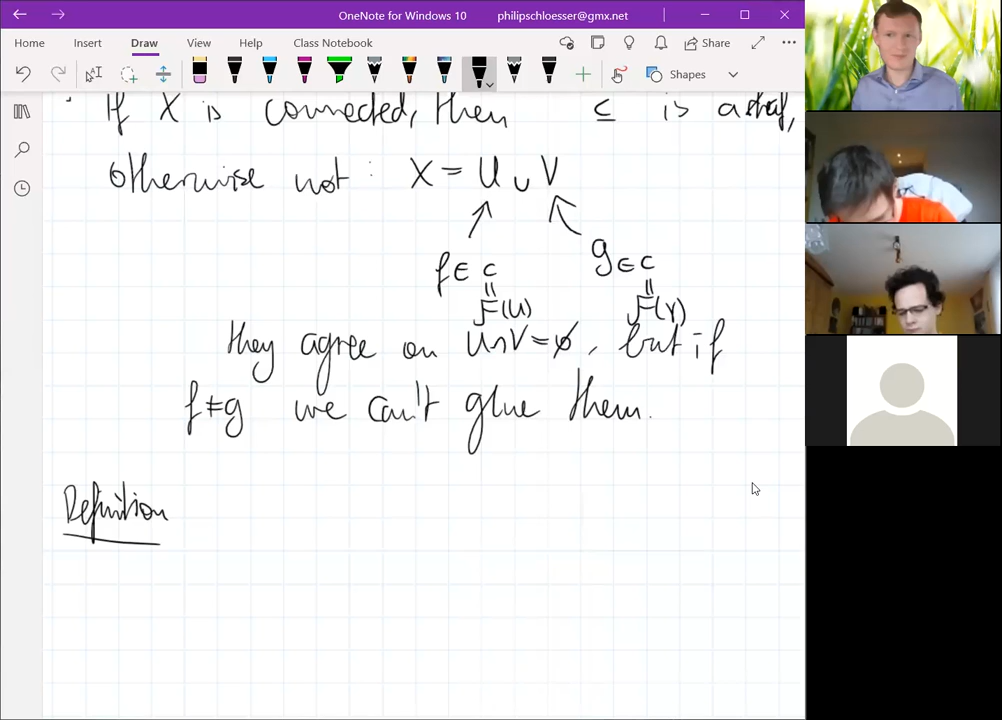 OneNote for Windows 10
philipschloesser@gmx.net
Home Insert Draw View Help Class Notebook
Share
Shapes
If X is connected, then C is a sheaf,
otherwise not: X = U ∪ V
f ∈ C g ∈ C
= =
F(U) F(V)
they agree on U∩V = ∅, but if
f ≠ g we can't glue them.
Definition